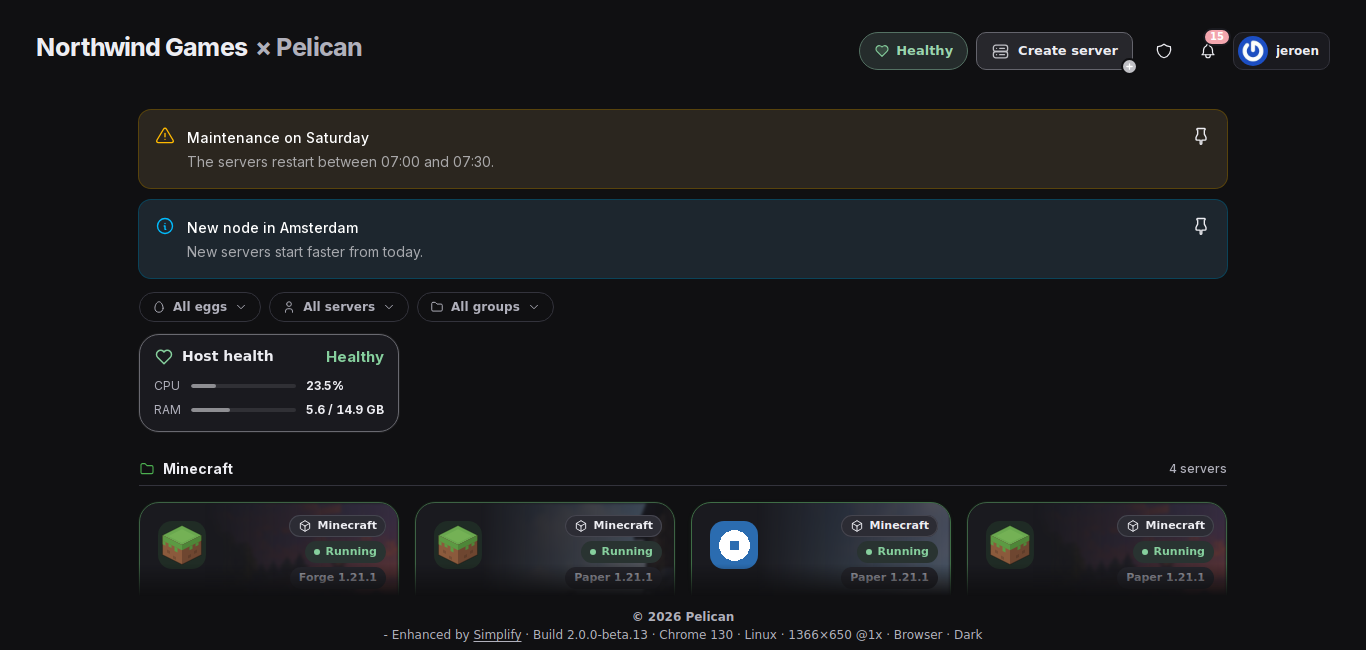 Northwind Games × Pelican
Healthy
Create server
15
jeroen
Maintenance on Saturday
The servers restart between 07:00 and 07:30.
New node in Amsterdam
New servers start faster from today.
All eggs
All servers
All groups
Host health
Healthy
CPU
23.5%
RAM
5.6 / 14.9 GB
Minecraft
4 servers
Minecraft
Running
Forge 1.21.1
Minecraft
Running
Paper 1.21.1
Minecraft
Running
Paper 1.21.1
Minecraft
Running
Paper 1.21.1
© 2026 Pelican
- Enhanced by Simplify · Build 2.0.0-beta.13 · Chrome 130 · Linux · 1366×650 @1x · Browser · Dark